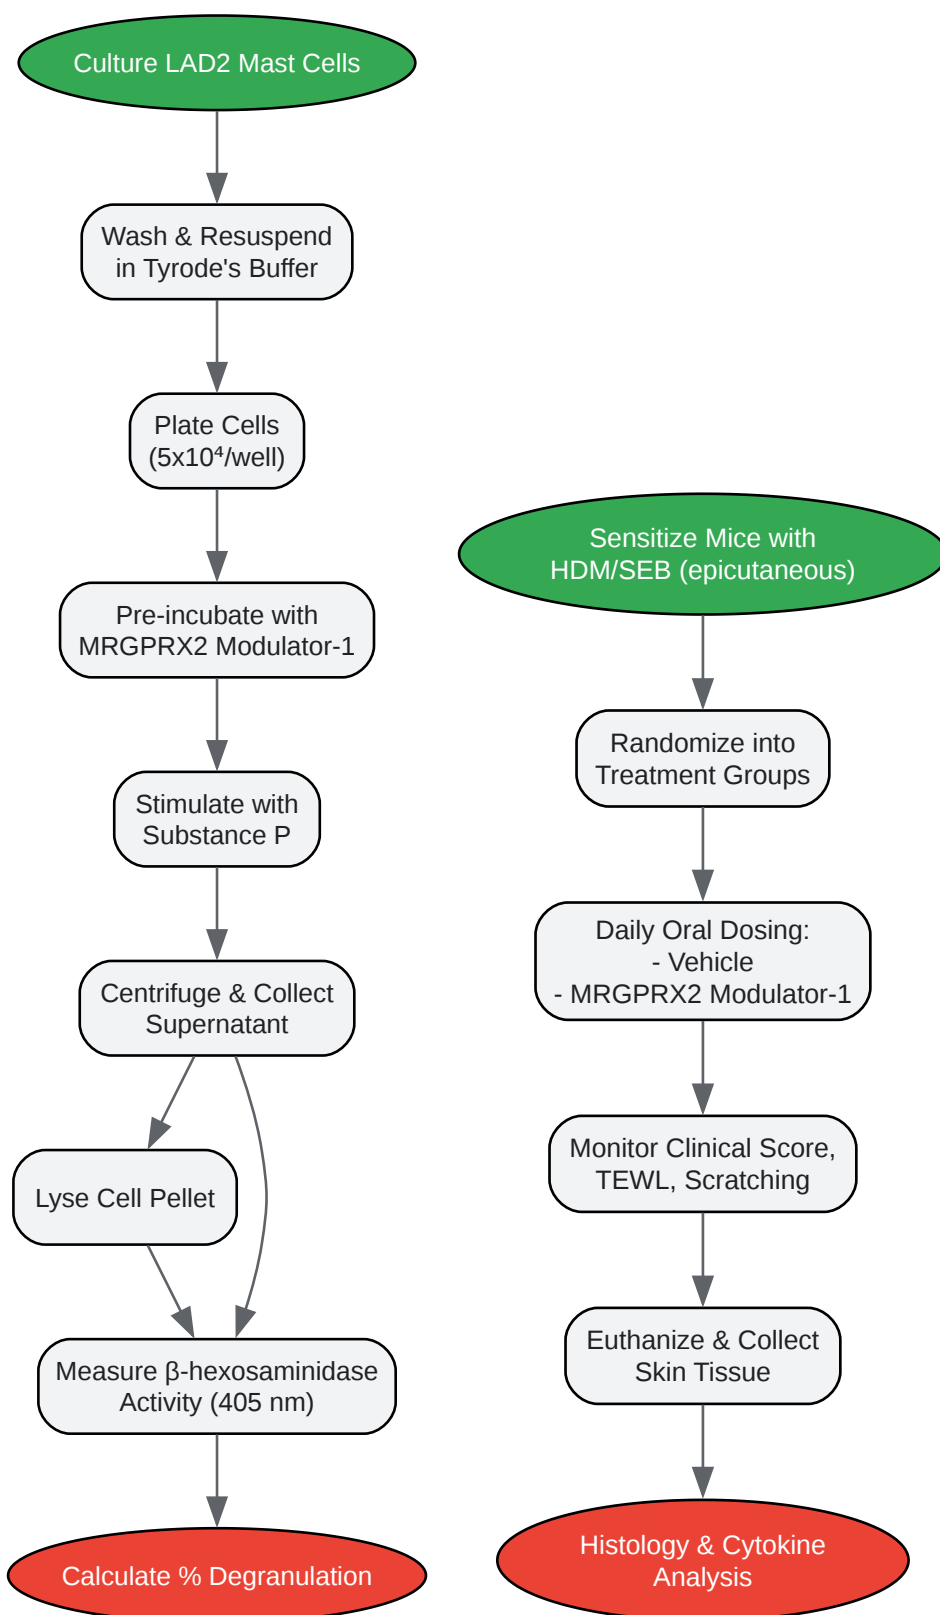 Culture LAD2 Mast Cells
Wash & Resuspend
in Tyrode's Buffer
Plate Cells
(5x10⁴/well)
Pre-incubate with
MRGPRX2 Modulator-1
Stimulate with
Substance P
Centrifuge & Collect
Supernatant
Lyse Cell Pellet
Measure β-hexosaminidase
Activity (405 nm)
Calculate % Degranulation
Sensitize Mice with
HDM/SEB (epicutaneous)
Randomize into
Treatment Groups
Daily Oral Dosing:
- Vehicle
- MRGPRX2 Modulator-1
Monitor Clinical Score,
TEWL, Scratching
Euthanize & Collect
Skin Tissue
Histology & Cytokine
Analysis